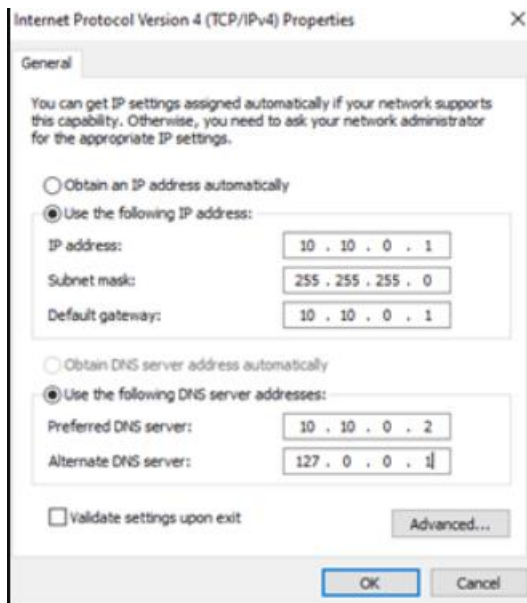 Internet Protocol Version 4 (TCP/IPv4) Properties
General
You can get IP settings assigned automatically if your network supports
this capability. Otherwise, you need to ask your network administrator
for the appropriate IP settings.
Obtain an IP address automatically
Use the following IP address:
IP address: 10 . 10 . 0 . 1
Subnet mask: 255 . 255 . 255 . 0
Default gateway: 10 . 10 . 0 . 1
Obtain DNS server address automatically
Use the following DNS server addresses:
Preferred DNS server: 10 . 10 . 0 . 2
Alternate DNS server: 127 . 0 . 0 . 1
Validate settings upon exit
Advanced...
OK Cancel